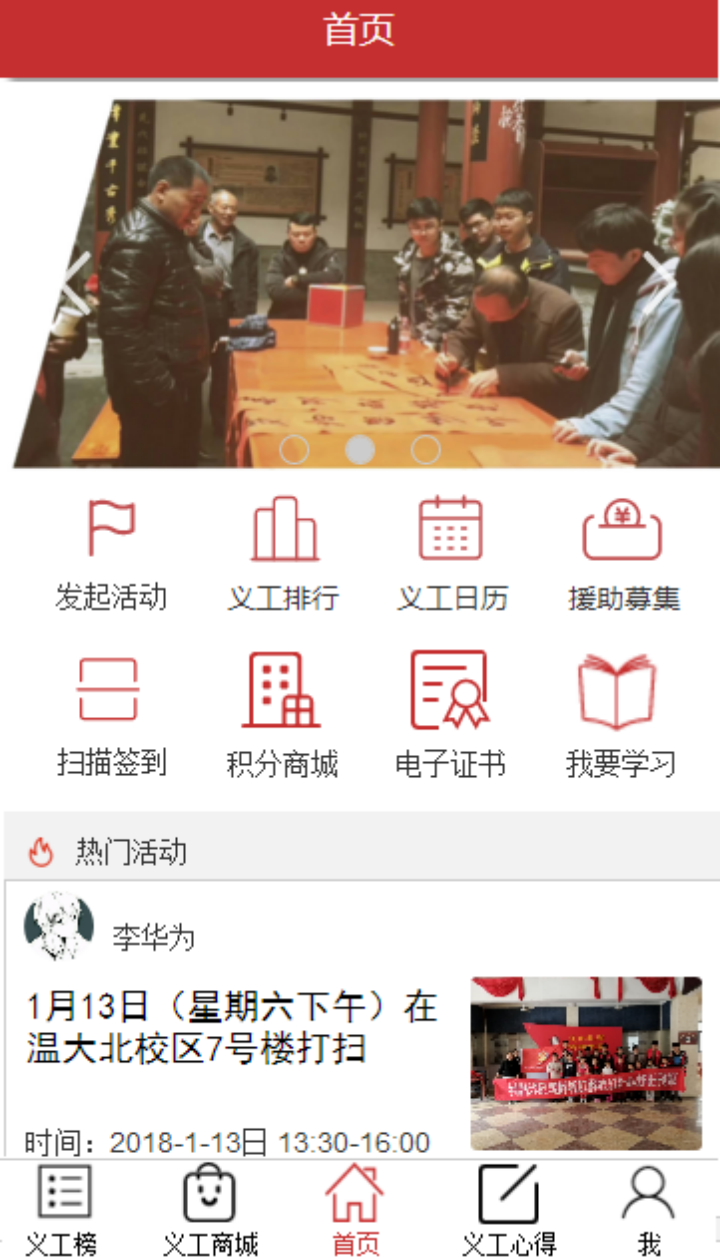 首页
发起活动 义工排行 义工日历 援助募集
扫描签到 积分商城 电子证书 我要学习
热门活动
李华为
1月13日（星期六下午）在
温大北校区7号楼打扫
时间：2018-1-13日 13:30-16:00
义工榜 义工商城 首页 义工心得 我